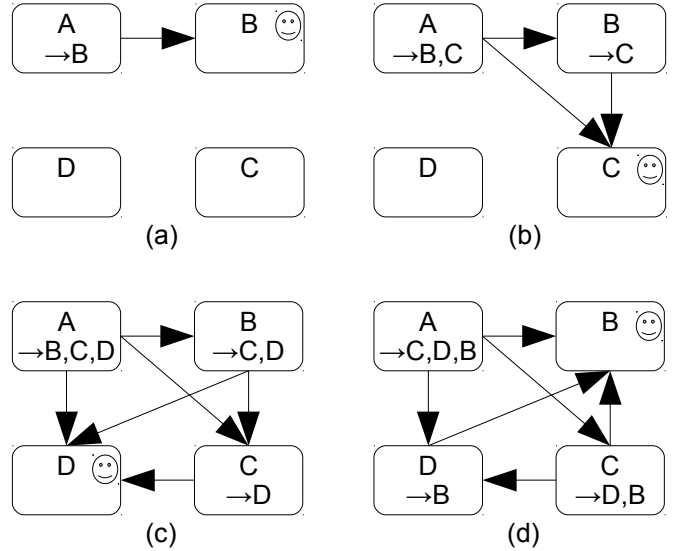 A
→B
B
D
C
(a)
A
→B,C
B
→C
D
C
(b)
A
→B,C,D
B
→C,D
D
C
→D
(c)
A
→C,D,B
B
D
→B
C
→D,B
(d)